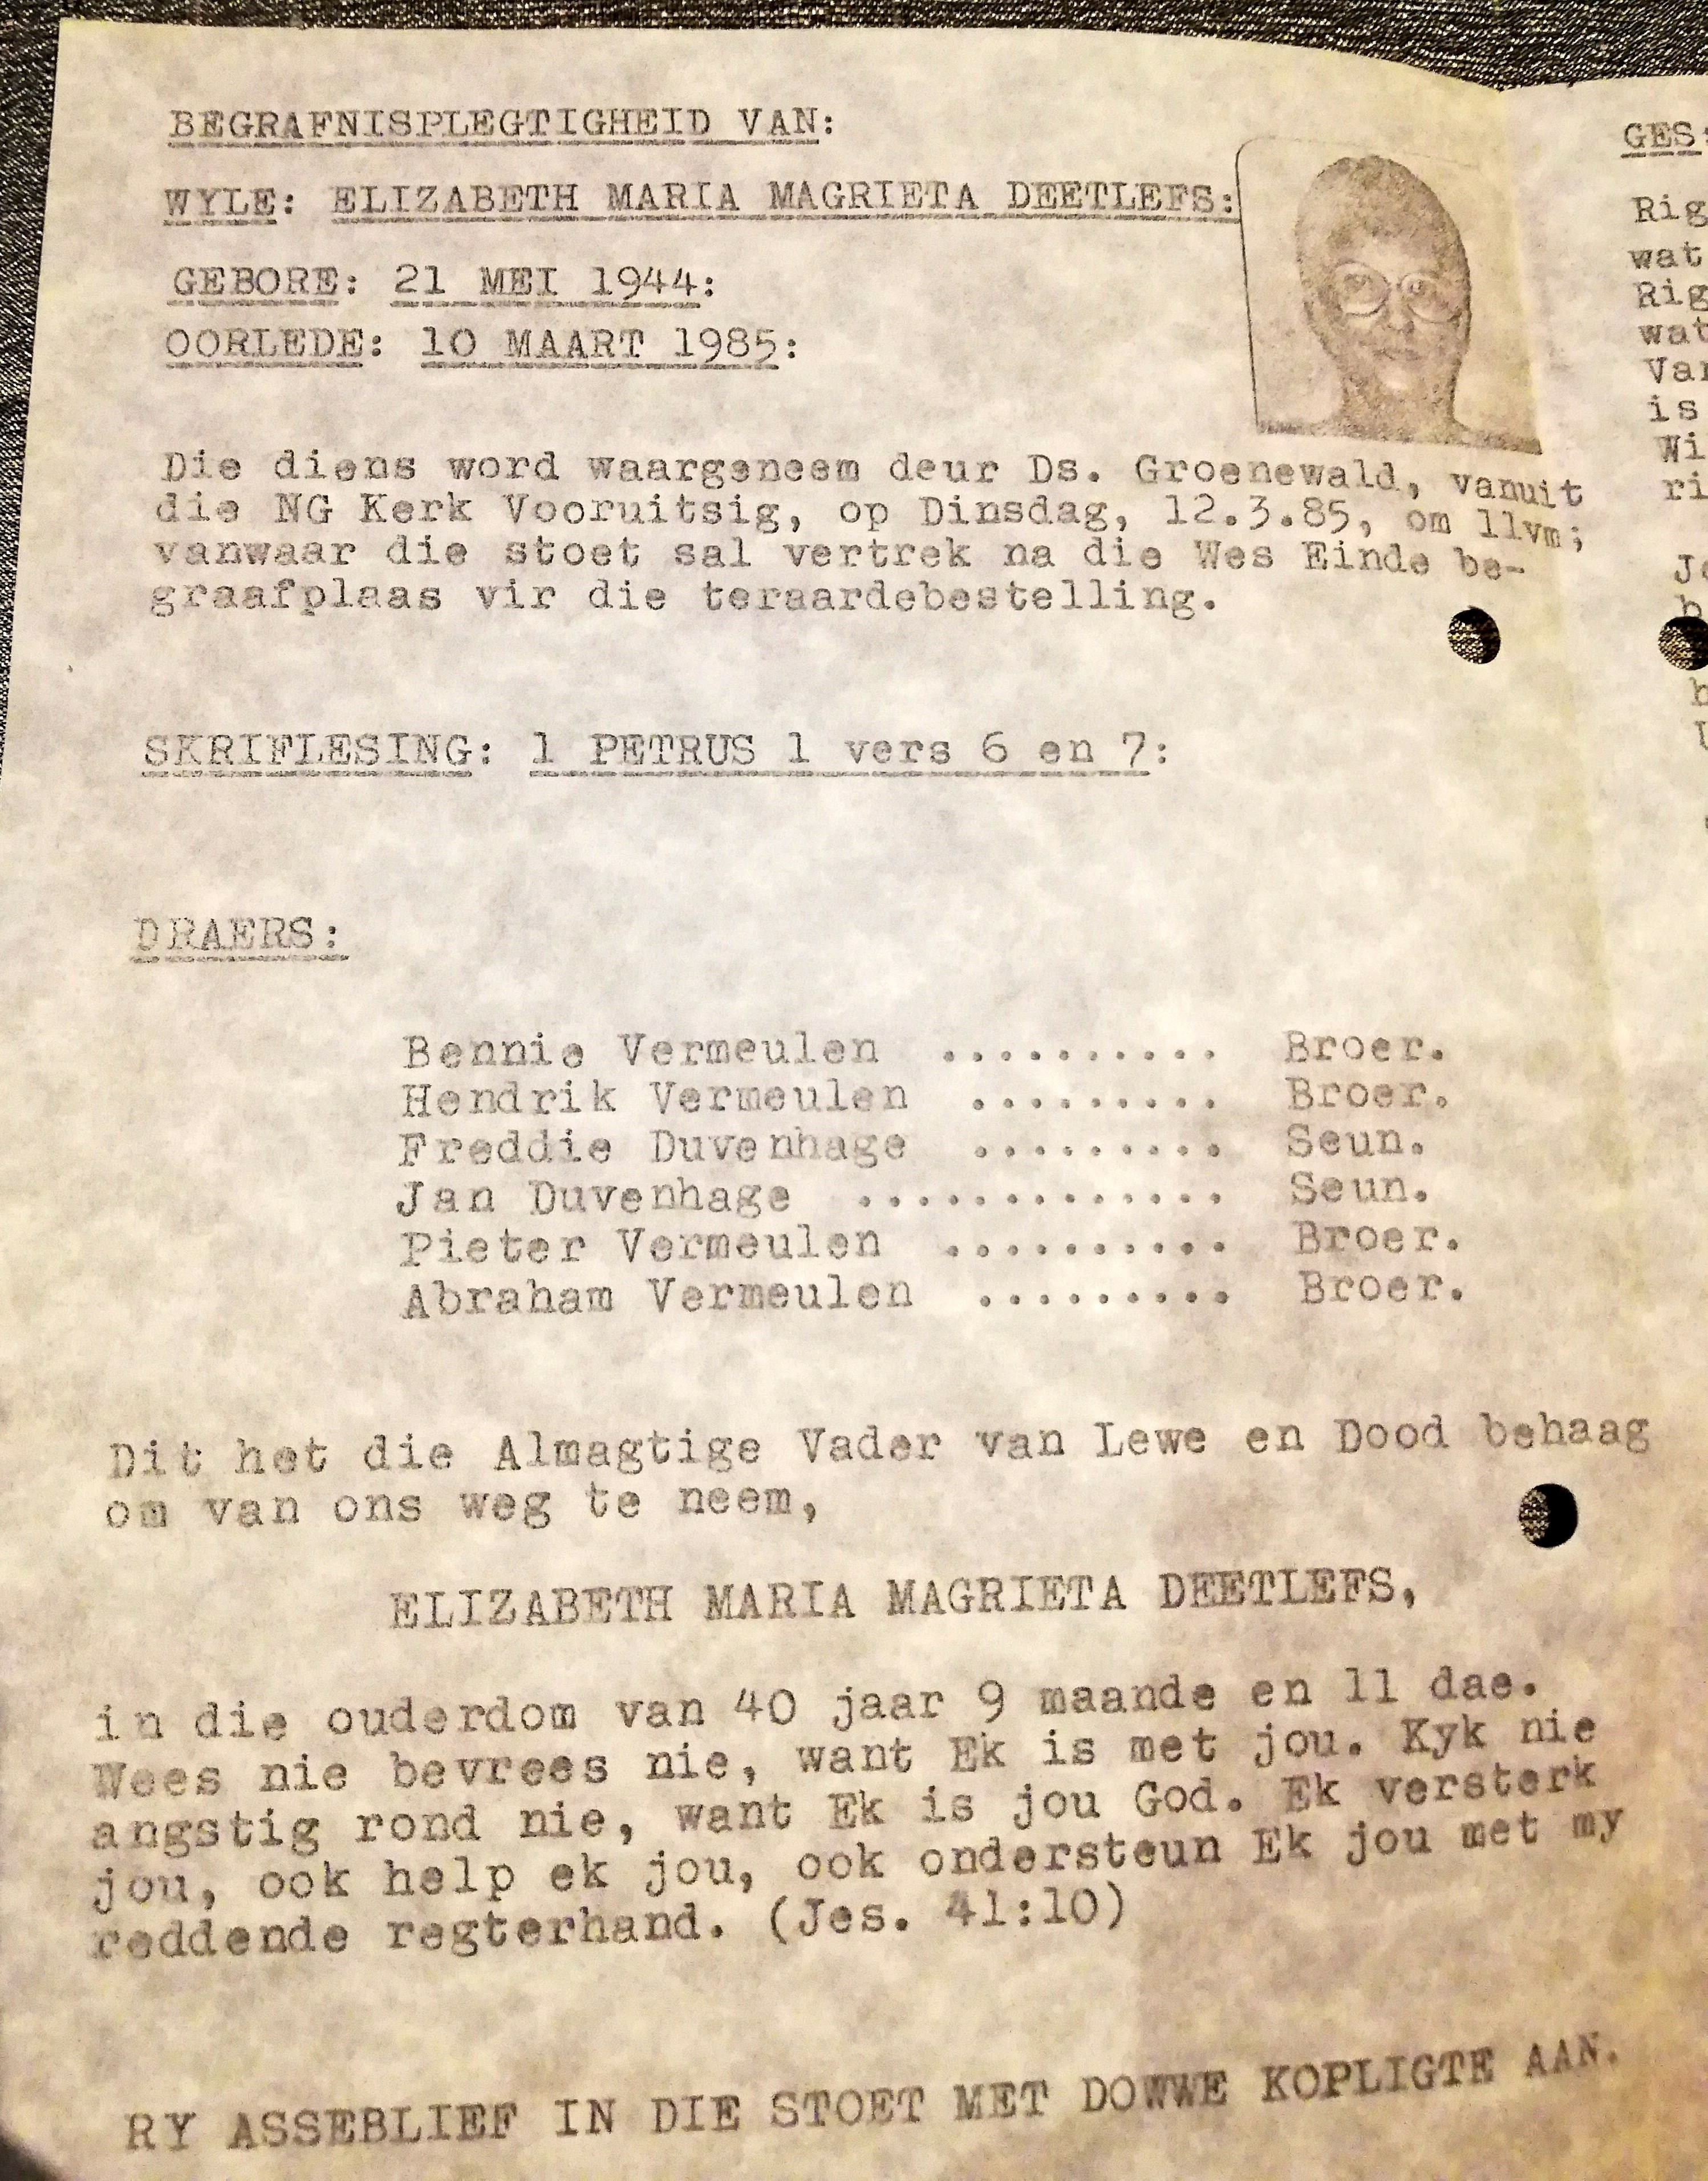 BEGRAFNISPLEGTIGHEID VAN:
WYLE: ELIZABETH MARIA MAGRIETA DEETLEFS:
GEBORE: 21 MEI 1944:
OORLEDE: 10 MAART 1985:
Die diens word waargeneem deur Ds. Groenewald, vanuit
die NG Kerk Vooruitsig, op Dinsdag, 12.3.85, om 11vm;
vanwaar die stoet sal vertrek na die Wes Einde be-
graafplaas vir die teraardebestelling.
SKRIFLESING: 1 PETRUS 1 vers 6 en 7:
DRAERS:
Bennie Vermeulen .......... Broer.
Hendrik Vermeulen ......... Broer.
Freddie Duvenhage ......... Seun.
Jan Duvenhage ............. Seun.
Pieter Vermeulen .......... Broer.
Abraham Vermeulen ......... Broer.
Dit het die Almagtige Vader van Lewe en Dood behaag
om van ons weg te neem,
ELIZABETH MARIA MAGRIETA DEETLEFS,
in die ouderdom van 40 jaar 9 maande en 11 dae.
Wees nie bevrees nie, want Ek is met jou. Kyk nie
angstig rond nie, want Ek is jou God. Ek versterk
jou, ook help ek jou, ook ondersteun Ek jou met my
reddende regterhand. (Jes. 41:10)
RY ASSEBLIEF IN DIE STOET MET DOWWE KOPLIGTE AAN.
GES
Rig
wat
Rig
wat
is
Wi
ri